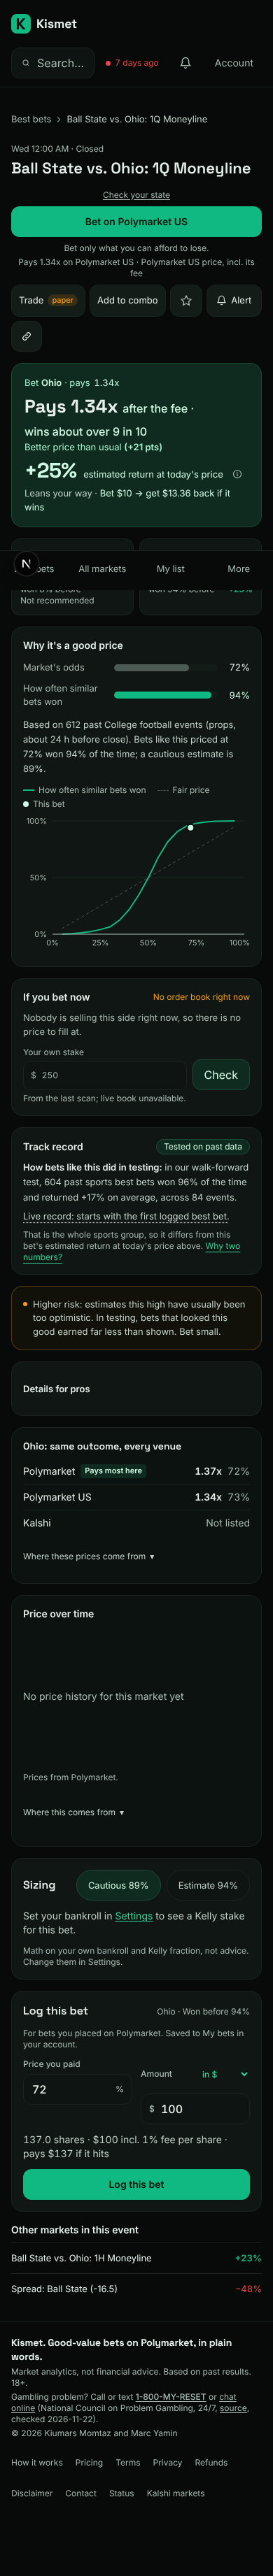 Kismet
Search...
7 days ago
Account
Best bets > Ball State vs. Ohio: 1Q Moneyline
Wed 12:00 AM · Closed
Ball State vs. Ohio: 1Q Moneyline
Check your state
Bet on Polymarket US
Bet only what you can afford to lose.
Pays 1.34x on Polymarket US · Polymarket US price, incl. its
fee
Trade paper
Add to combo
Alert
Bet Ohio · pays 1.34x
Pays 1.34x after the fee ·
wins about over 9 in 10
Better price than usual (+21 pts)
+25% estimated return at today's price
Leans your way · Bet $10 → get $13.36 back if it
wins
All markets
My list
More
Not recommended
Why it's a good price
Market's odds 72%
How often similar
bets won 94%
Based on 612 past College football events (props,
about 24 h before close). Bets like this priced at
72% won 94% of the time; a cautious estimate is
89%.
How often similar bets won
Fair price
This bet
100%
50%
0%
0% 25% 50% 75% 100%
If you bet now
No order book right now
Nobody is selling this side right now, so there is no
price to fill at.
Your own stake
$ 250
Check
From the last scan; live book unavailable.
Track record
Tested on past data
How bets like this did in testing: in our walk-forward
test, 604 past sports best bets won 96% of the time
and returned +17% on average, across 84 events.
Live record: starts with the first logged best bet.
That is the whole sports group, so it differs from this
bet's estimated return at today's price above. Why two
numbers?
Higher risk: estimates this high have usually been
too optimistic. In testing, bets that looked this
good earned far less than shown. Bet small.
Details for pros
Ohio: same outcome, every venue
Polymarket Pays most here 1.37x 72%
Polymarket US 1.34x 73%
Kalshi Not listed
Where these prices come from ▾
Price over time
No price history for this market yet
Prices from Polymarket.
Where this comes from ▾
Sizing
Cautious 89%
Estimate 94%
Set your bankroll in Settings to see a Kelly stake
for this bet.
Math on your own bankroll and Kelly fraction, not advice.
Change them in Settings.
Log this bet
Ohio · Won before 94%
For bets you placed on Polymarket. Saved to My bets in
your account.
Price you paid
72 %
Amount in $
$ 100
137.0 shares · $100 incl. 1% fee per share ·
pays $137 if it hits
Log this bet
Other markets in this event
Ball State vs. Ohio: 1H Moneyline +23%
Spread: Ball State (-16.5) −48%
Kismet. Good-value bets on Polymarket, in plain
words.
Market analytics, not financial advice. Based on past results.
18+.
Gambling problem? Call or text 1-800-MY-RESET or chat
online (National Council on Problem Gambling, 24/7, source,
checked 2026-11-22).
© 2026 Kiumars Momtaz and Marc Yamin
How it works Pricing Terms Privacy Refunds
Disclaimer Contact Status Kalshi markets